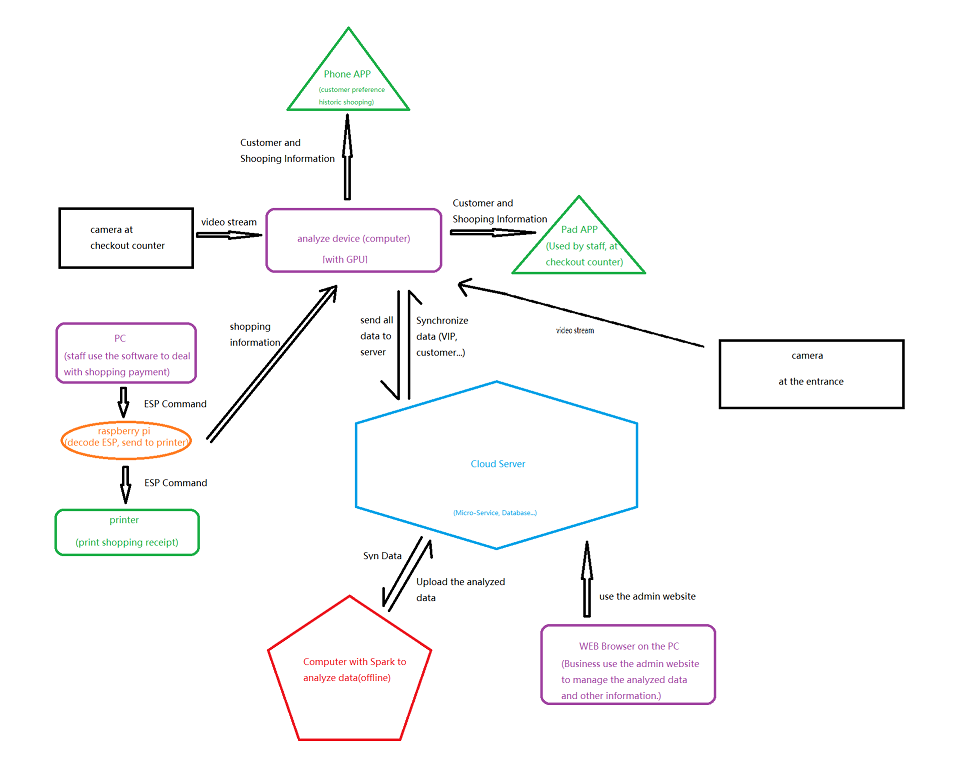 Phone APP
(customer preference
historic shooping)
Customer and
Shooping Information
camera at
checkout counter
video stream
analyze device (computer)
[with GPU]
Customer and
Shooping Information
Pad APP
(Used by staff, at
checkout counter)
shopping
information
send all
data to
server
Synchronize
data (VIP,
customer...)
video stream
camera
at the entrance
PC
(staff use the software to deal
with shopping payment)
ESP Command
raspberry pi
(decode ESP, send to printer)
ESP Command
printer
(print shopping receipt)
Cloud Server
(Micro-Service, Database...)
Syn Data
Upload the analyzed
data
use the admin website
Computer with Spark to
analyze data(offline)
WEB Browser on the PC
(Business use the admin website
to manage the analyzed data
and other information.)